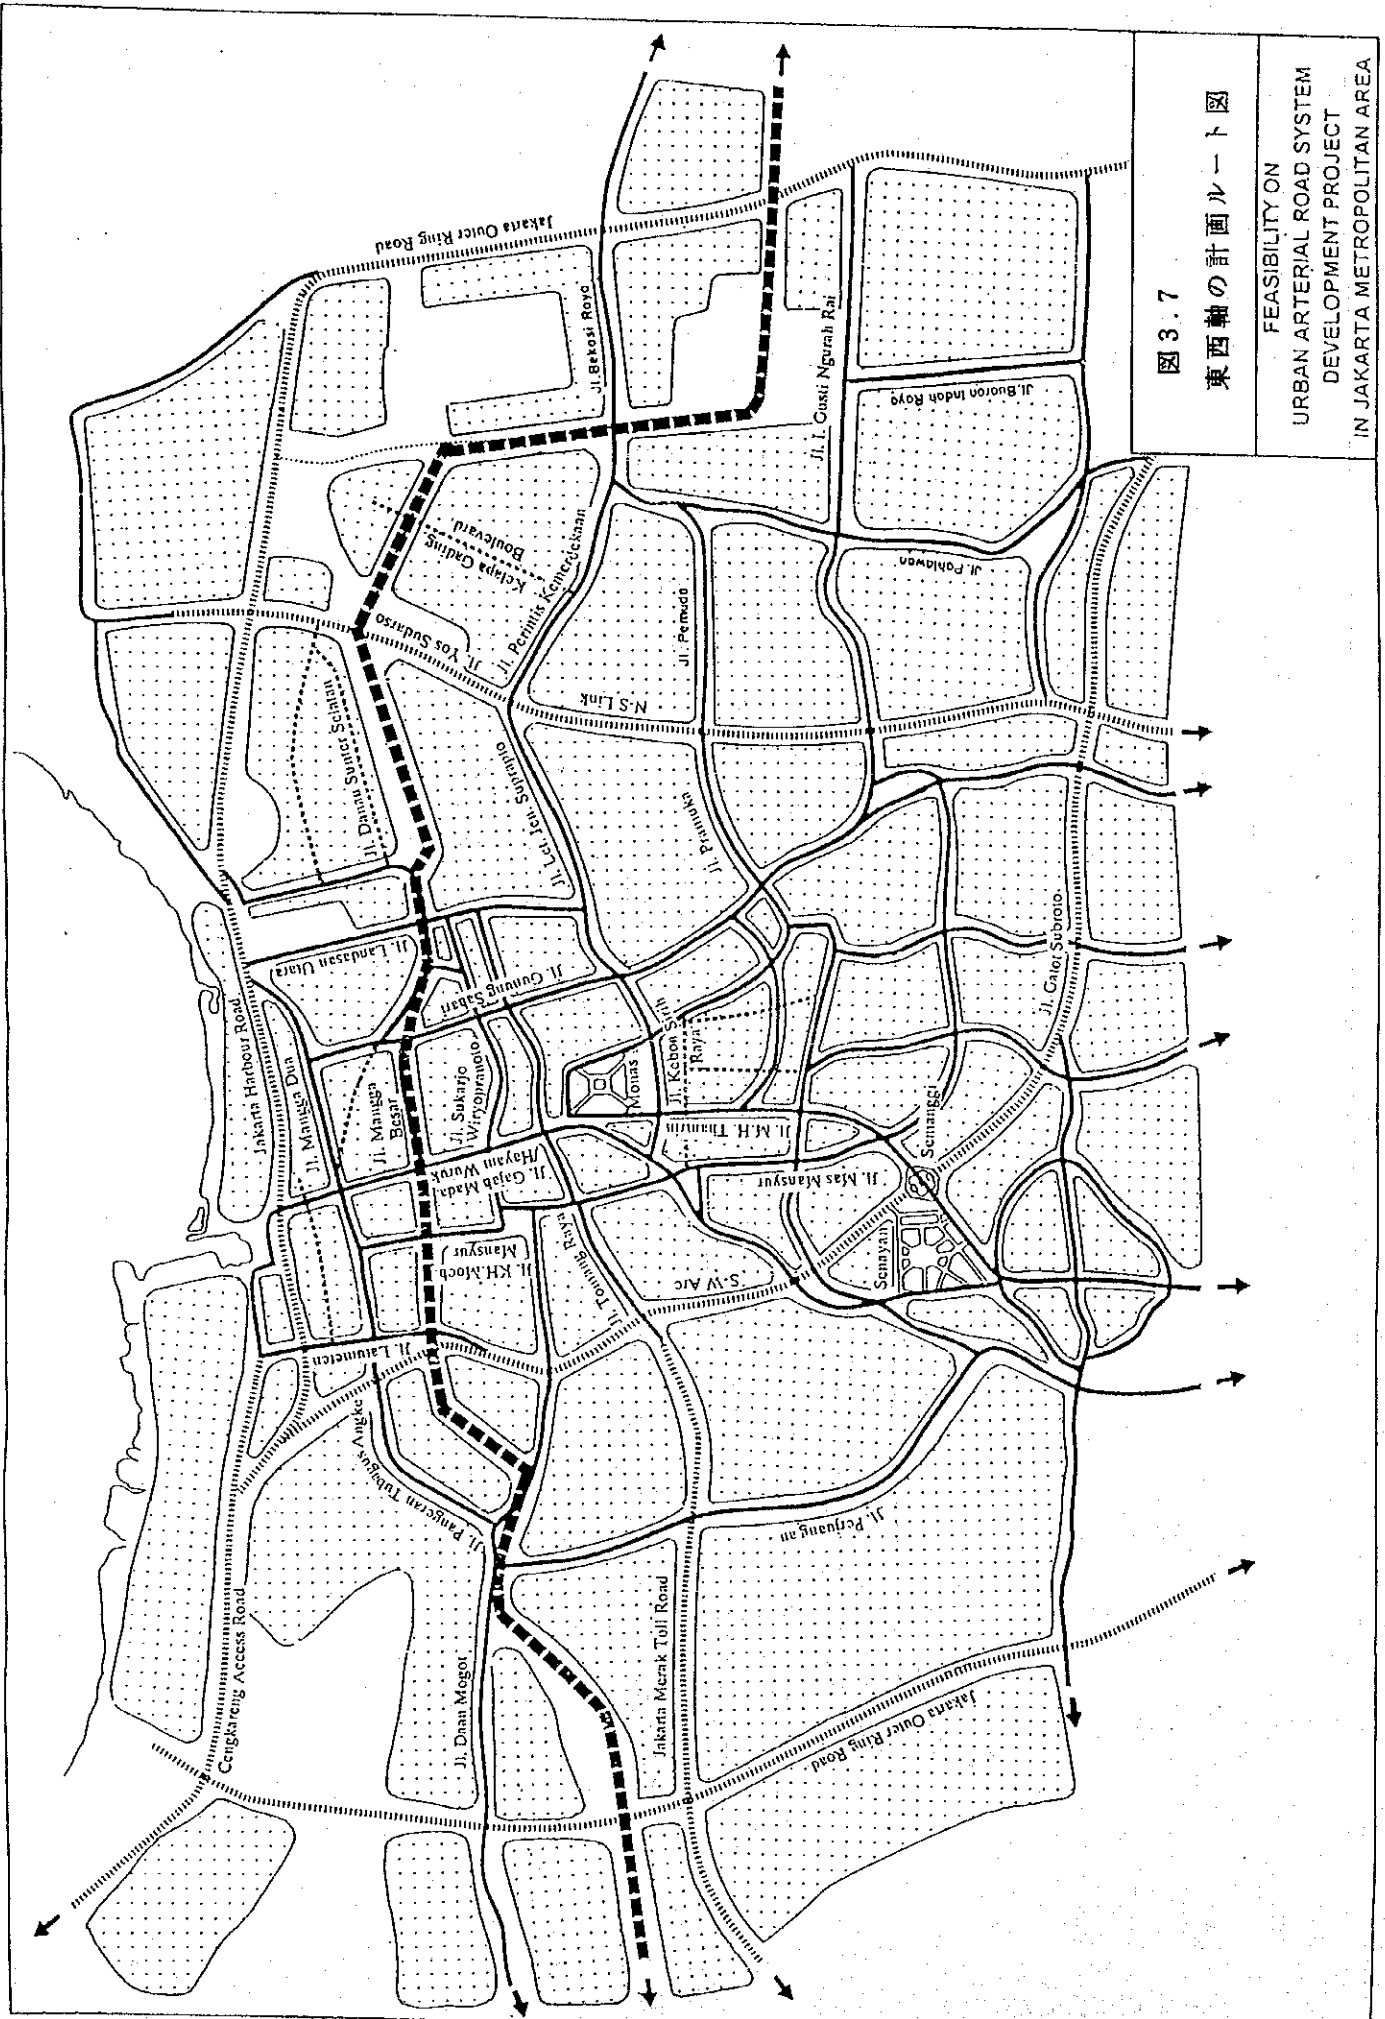 図3.7
東西軸の計画ルート図
FEASIBILITY ON
URBAN ARTERIAL ROAD SYSTEM
DEVELOPMENT PROJECT
IN JAKARTA METROPOLITAN AREA
Jakarta Outer Ring Road
Jl. Bekasi Raya
Jl. I. Gusti Ngurah Rai
Jl. Buaran Indah Raya
Kelapa Gading
Boulevard
Jl. Perintis Kemerdekaan
Jl. Yos Sudarso
Jl. Pemuda
Jl. Pahlawan
N-S Link
Jl. Danau Sunter Selatan
Jl. Let. Jen. Suprapto
Jl. Pramuka
Jl. Landasan Utara
Jl. Gunung Sahari
Jl. Gatot Subroto
Jakarta Harbour Road
Jl. Mangga Dua
Jl. Mangga
Besar
Jl. Sukarjo
Wiryopranoto
Monas
Jl. Kebon Sirih
Raya
Jl. M.H. Thamrin
Jl. Gajah Mada
/Hayam Wuruk
Jl. Mas Mansyur
Semanggi
Senayan
Jl. KH.Moch
Mansyur
Jl. Tomang Raya
S-W Arc
Jl. Latumeten
Jl. Pangeran Tubagus Angke
Jl. Perjuangan
Cengkareng Access Road
Jl. Daan Mogot
Jakarta Merak Toll Road
Jakarta Outer Ring Road